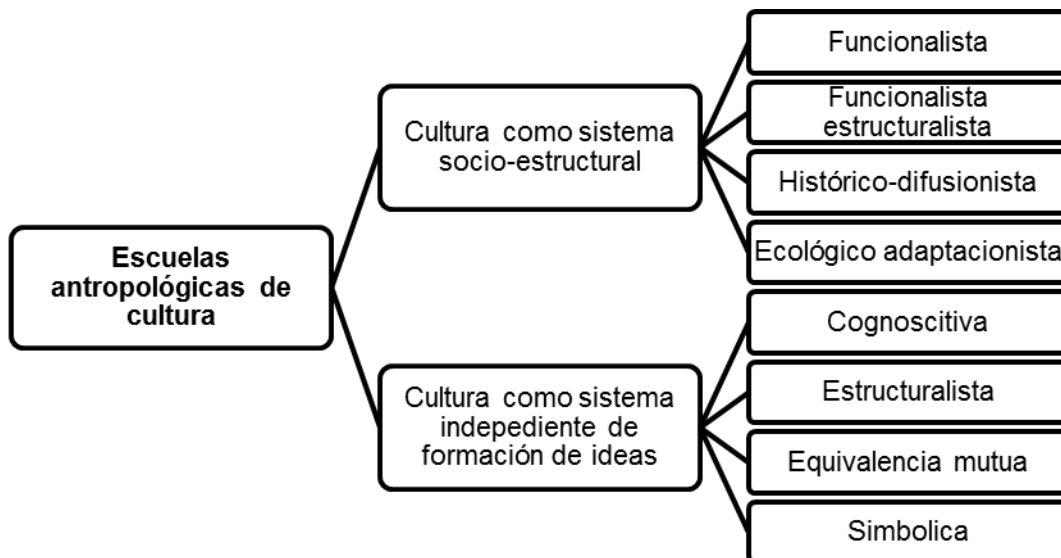 Escuelas
antropológicas de
cultura
Cultura como sistema
socio-estructural
Funcionalista
Funcionalista
estructuralista
Histórico-difusionista
Ecológico adaptacionista
Cultura como sistema
indepediente de
formación de ideas
Cognoscitiva
Estructuralista
Equivalencia mutua
Simbolica